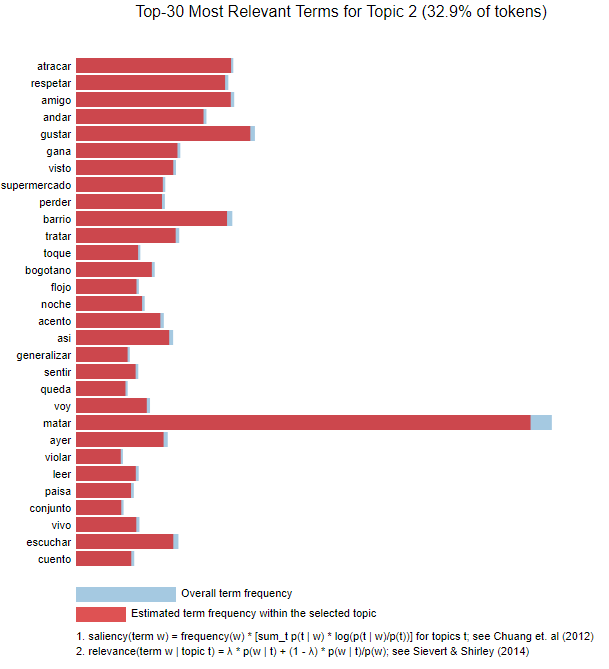 Top-30 Most Relevant Terms for Topic 2 (32.9% of tokens)
atracar
respetar
amigo
andar
gustar
gana
visto
supermercado
perder
barrio
tratar
toque
bogotano
flojo
noche
acento
asi
generalizar
sentir
queda
voy
matar
ayer
violar
leer
paisa
conjunto
vivo
escuchar
cuento
Overall term frequency
Estimated term frequency within the selected topic
1. saliency(term w) = frequency(w) * [sum_t p(t | w) * log(p(t | w)/p(t))] for topics t; see Chuang et. al (2012)
2. relevance(term w | topic t) = λ * p(w | t) + (1 - λ) * p(w | t)/p(w); see Sievert & Shirley (2014)